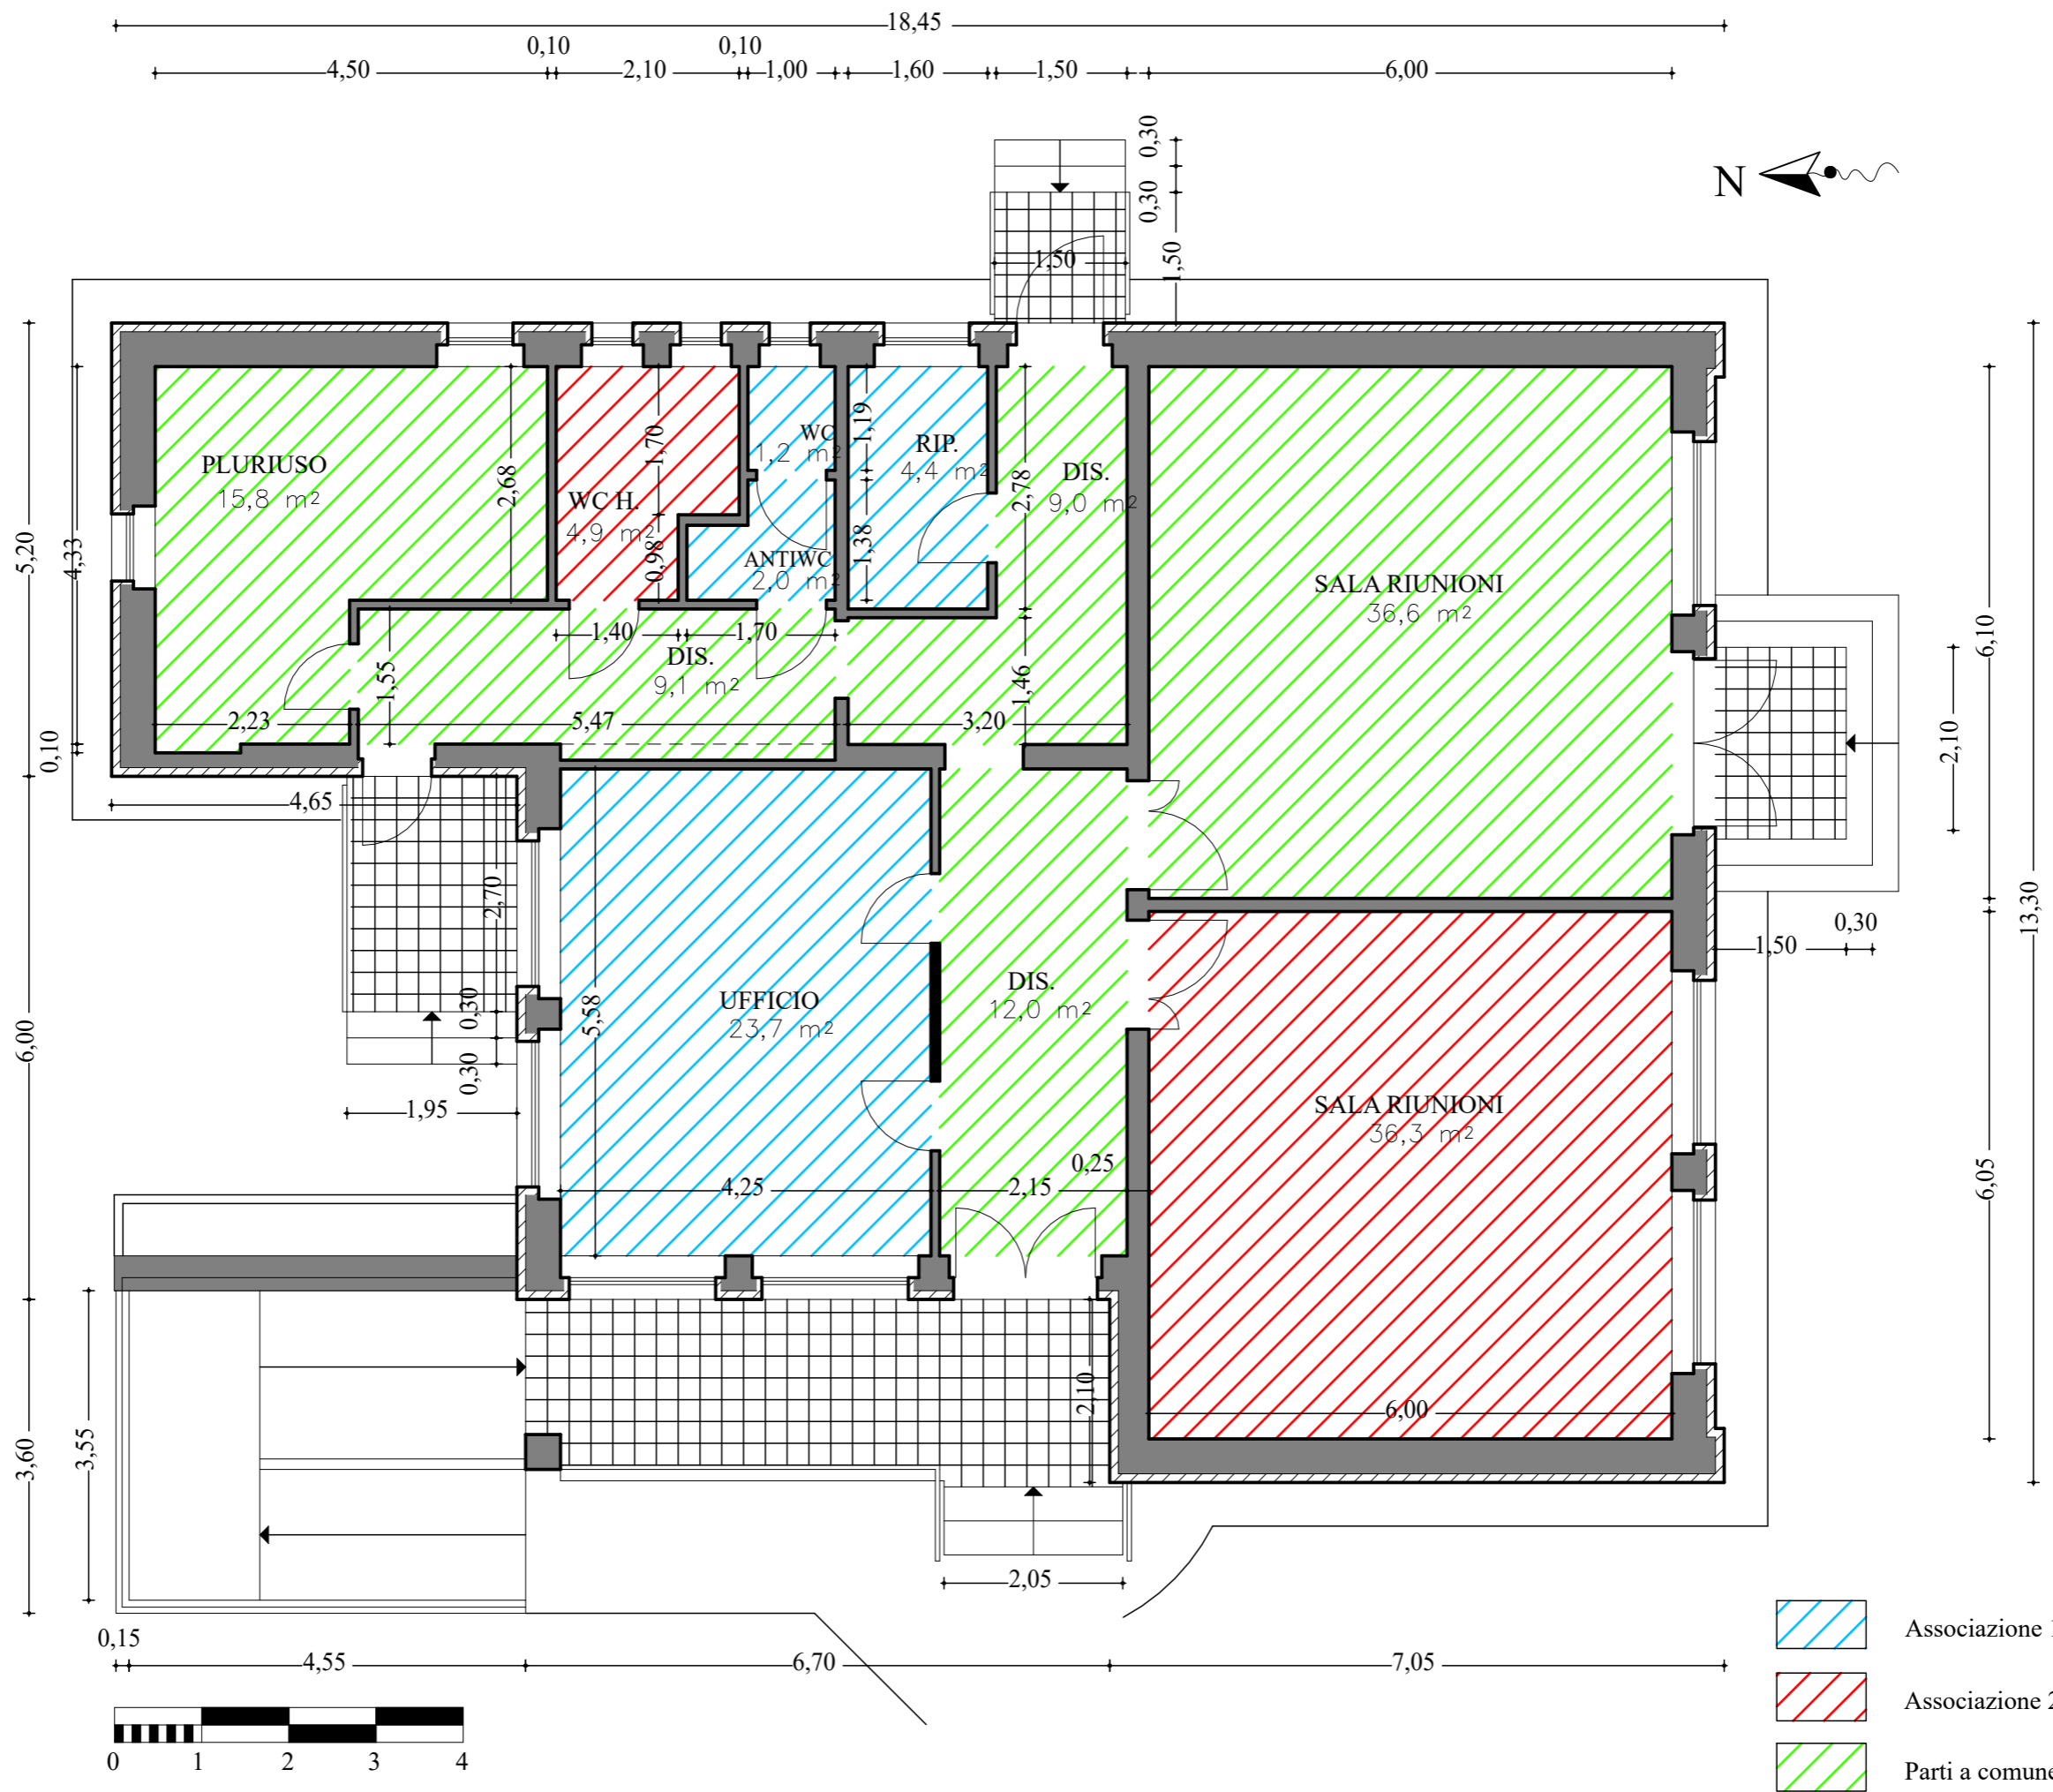 18,45
0,10
0,10
4,50
2,10
1,00
1,60
1,50
6,00
0,30
0,30
1,50
1,50
N
PLURIUSO
15,8 m²
2,68
WC H.
4,9 m²
1,70
0,98
WC
1,2 m²
1,19
1,38
ANTIWC
2,0 m²
RIP.
4,4 m²
2,78
DIS.
9,0 m²
SALA RIUNIONI
36,6 m²
5,20
4,33
0,10
6,10
2,10
13,30
1,40
1,70
DIS.
9,1 m²
1,55
1,46
2,23
5,47
3,20
4,65
2,70
0,30
0,30
1,95
6,00
UFFICIO
23,7 m²
5,58
DIS.
12,0 m²
0,30
1,50
SALA RIUNIONI
36,3 m²
0,25
4,25
2,15
6,05
2,10
6,00
3,60
3,55
2,05
0,15
4,55
6,70
7,05
0 1 2 3 4
Associazione 1
Associazione 2
Parti a comune